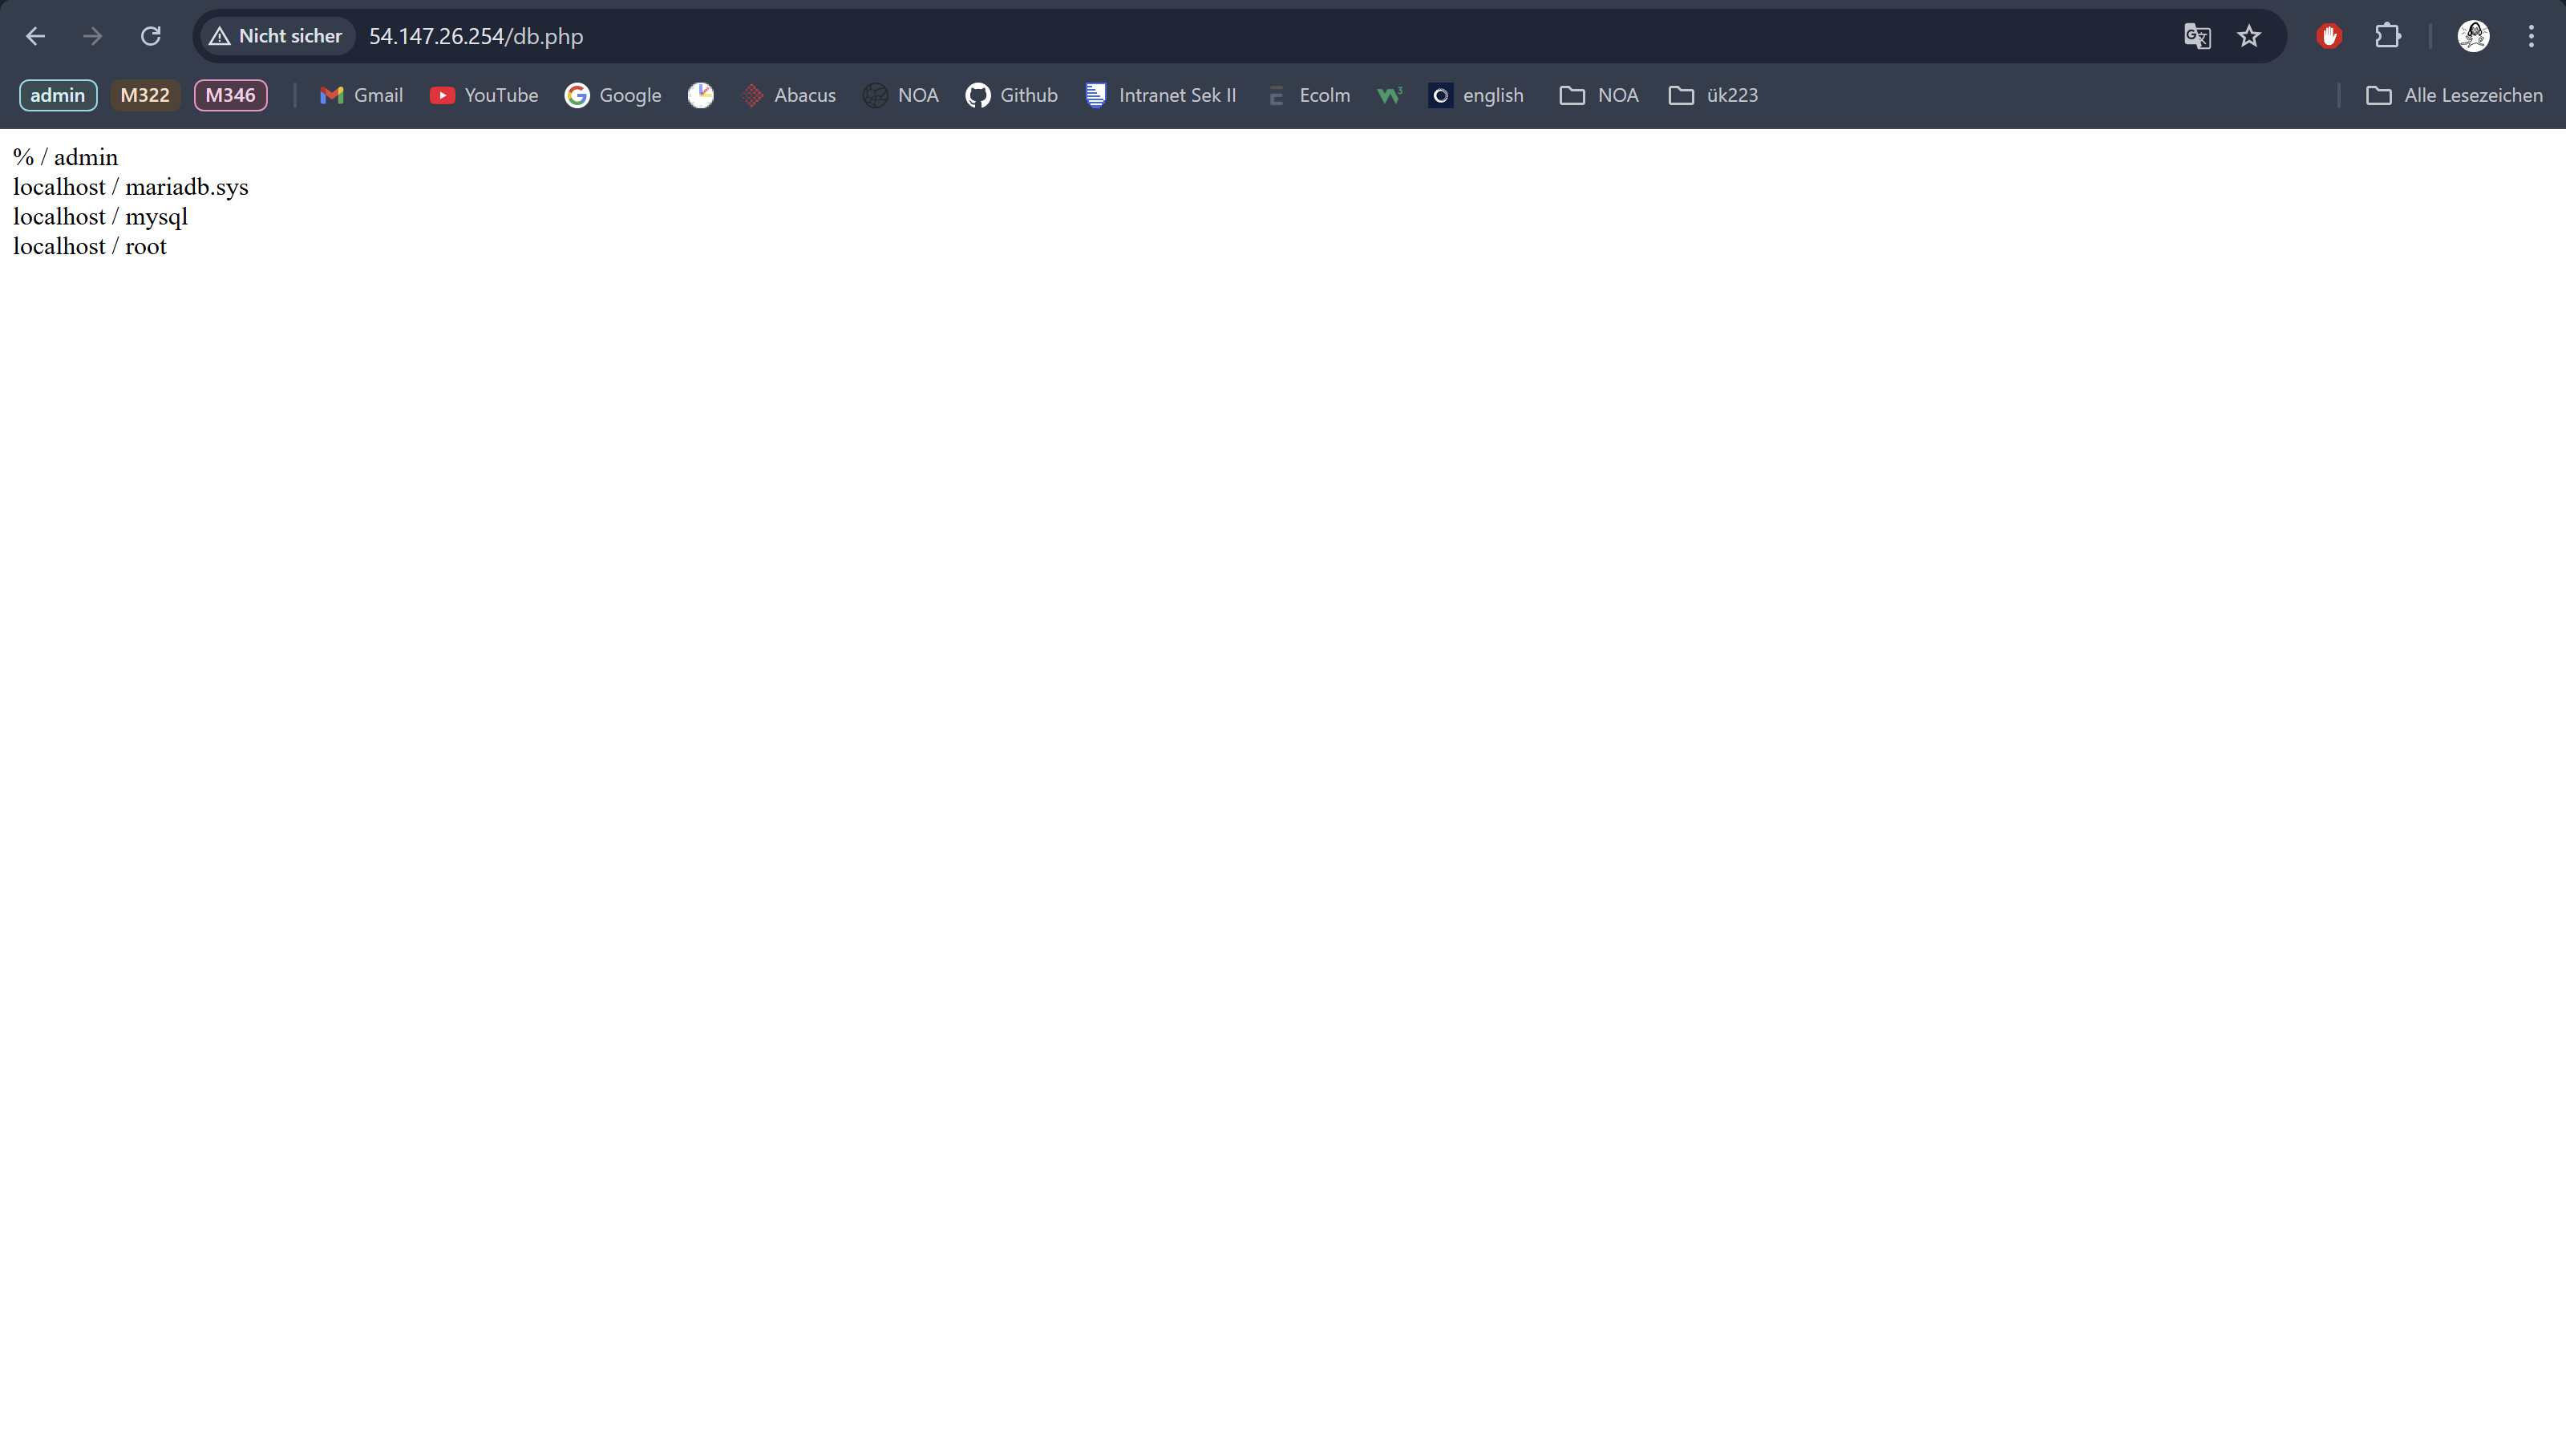 Nicht sicher 54.147.26.254/db.php
admin M322 M346 Gmail YouTube Google Abacus NOA Github Intranet Sek II Ecolm english NOA ük223 Alle Lesezeichen
% / admin
localhost / mariadb.sys
localhost / mysql
localhost / root